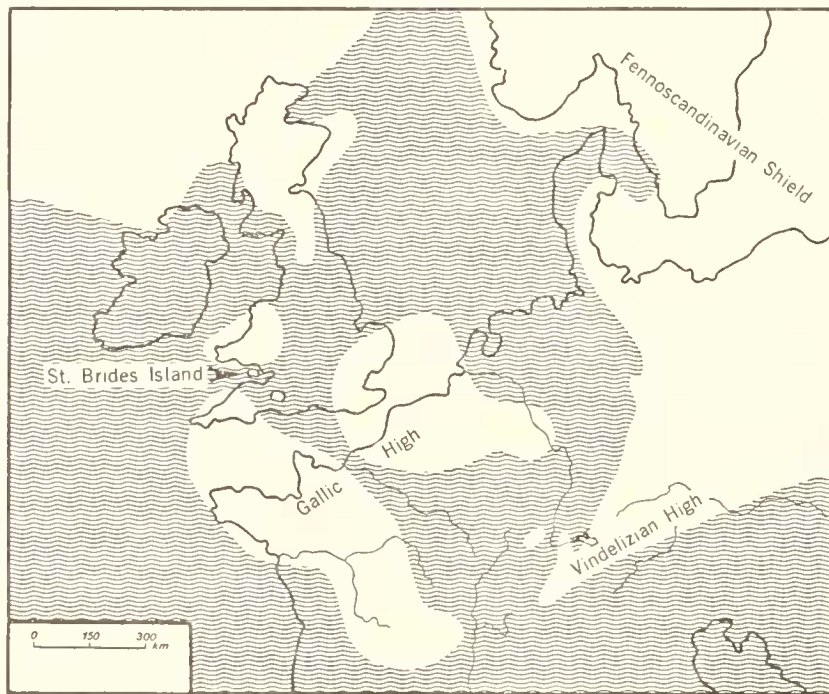 Fennoscandinavian Shield
St. Brides Island
Gallic High
Vindelizian High
0 150 300
km